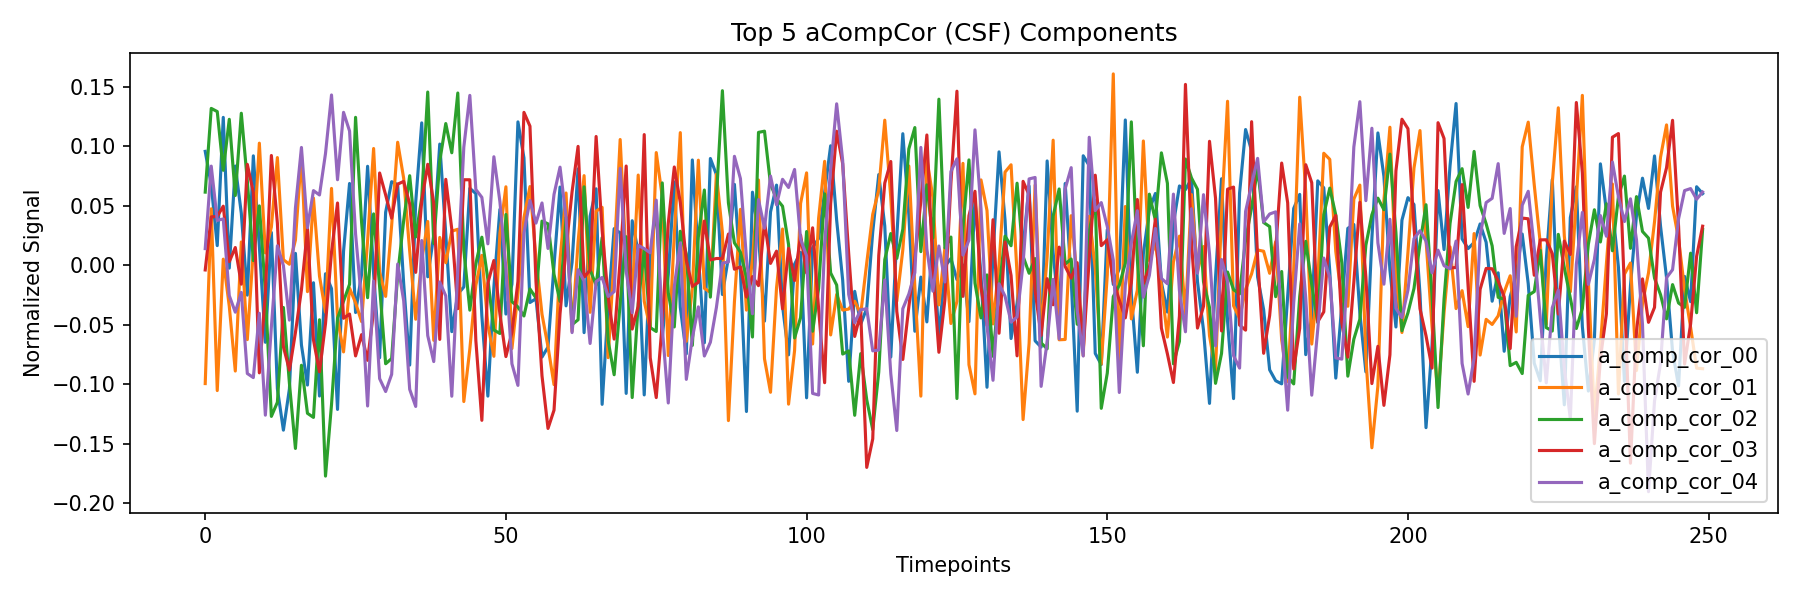 Top 5 aCompCor (CSF) Components
Normalized Signal
0.15
0.10
0.05
0.00
−0.05
−0.10
−0.15
−0.20
0
50
100
150
200
250
Timepoints
a_comp_cor_00
a_comp_cor_01
a_comp_cor_02
a_comp_cor_03
a_comp_cor_04